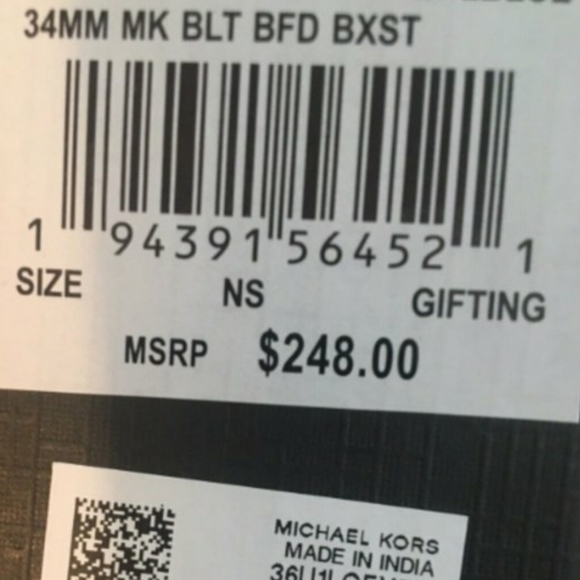 34MM MK BLT BFD BXST
1 94391 56452 1
SIZE NS GIFTING
MSRP $248.00
MICHAEL KORS
MADE IN INDIA